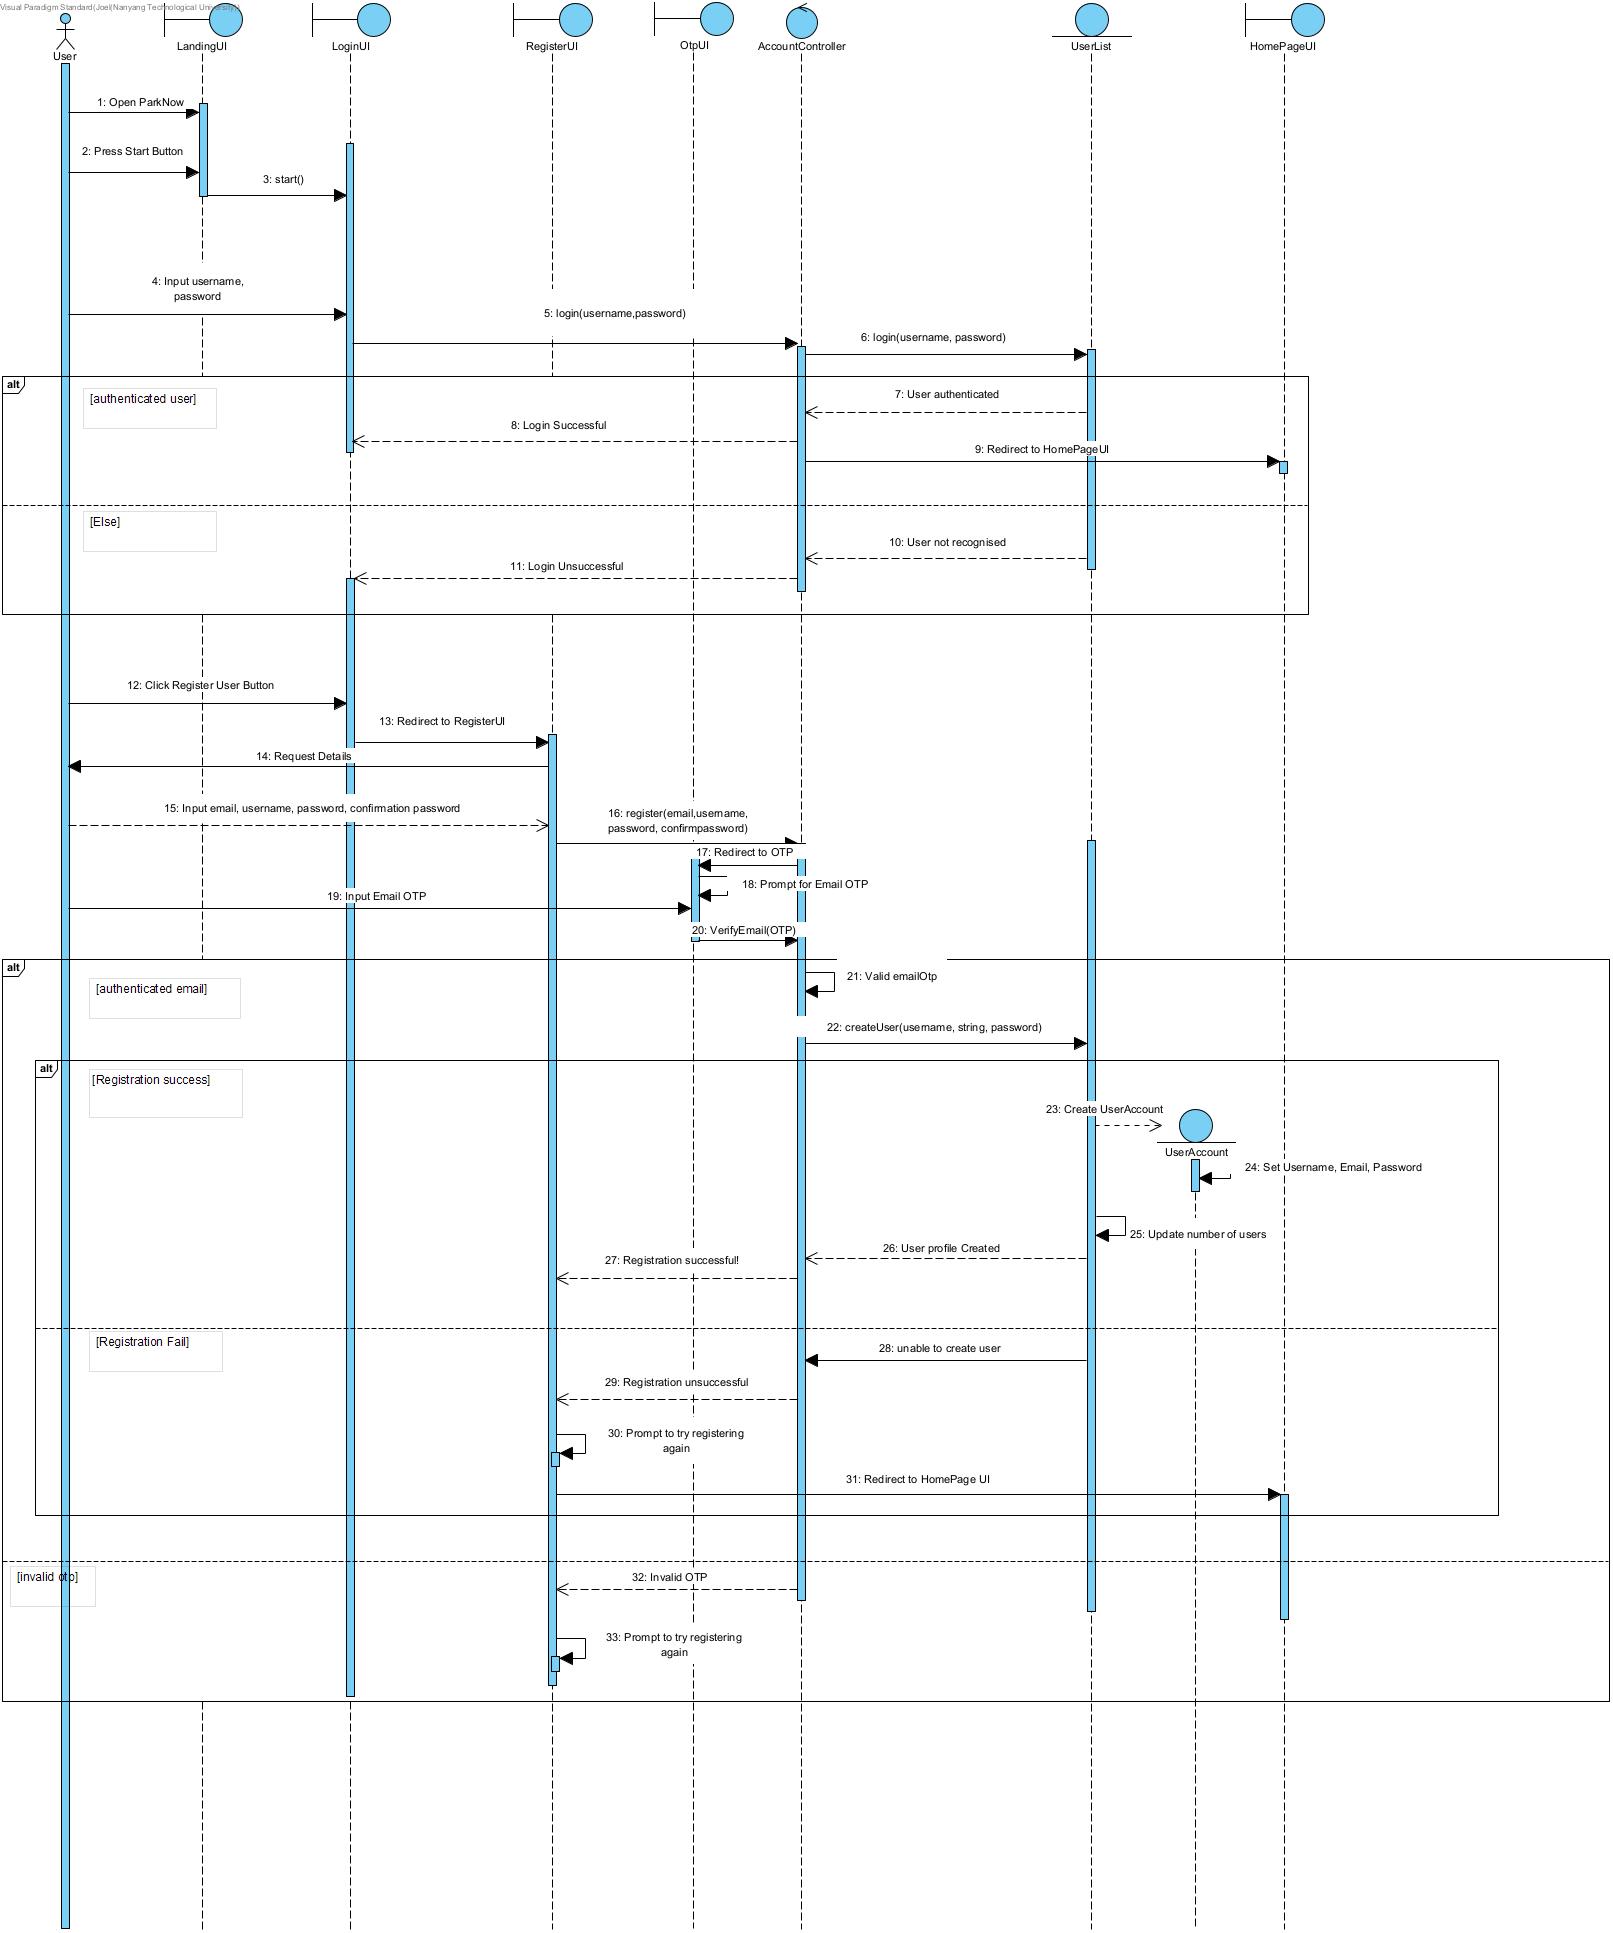 Visual Paradigm Standard(Joel(Nanyang Technological University))
User
LandingUI
LoginUI
RegisterUI
OtpUI
AccountController
UserList
HomePageUI
1: Open ParkNow
2: Press Start Button
3: start()
4: Input username,
password
5: login(username,password)
6: login(username, password)
alt
[authenticated user]
7: User authenticated
8: Login Successful
9: Redirect to HomePageUI
[Else]
10: User not recognised
11: Login Unsuccessful
12: Click Register User Button
13: Redirect to RegisterUI
14: Request Details
15: Input email, username, password, confirmation password
16: register(email,username,
password, confirmpassword)
17: Redirect to OTP
18: Prompt for Email OTP
19: Input Email OTP
20: VerifyEmail(OTP)
alt
[authenticated email]
21: Valid emailOtp
22: createUser(username, string, password)
alt
[Registration success]
23: Create UserAccount
UserAccount
24: Set Username, Email, Password
25: Update number of users
26: User profile Created
27: Registration successful!
[Registration Fail]
28: unable to create user
29: Registration unsuccessful
30: Prompt to try registering
again
31: Redirect to HomePage UI
[invalid otp]
32: Invalid OTP
33: Prompt to try registering
again